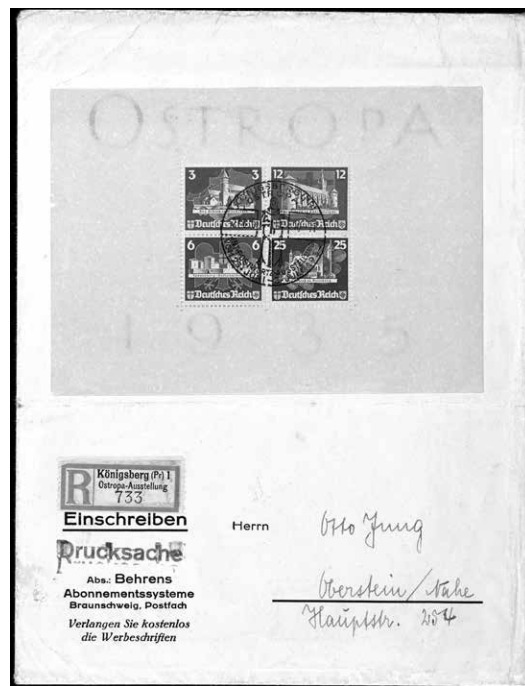 OSTROPA
3 3 12 12
Deutsches Reich Deutsches Reich
6 6 25 25
Deutsches Reich Deutsches Reich
1935
R Königsberg (Pr) 1
Ostropa-Ausstellung
733
Einschreiben
Drucksache
Abs.: Behrens
Abonnementssysteme
Braunschweig, Postfach
Verlangen Sie kostenlos
die Werbeschriften
Herrn Otto Jung
Oberstein/Nahe
Hauptstr. 254